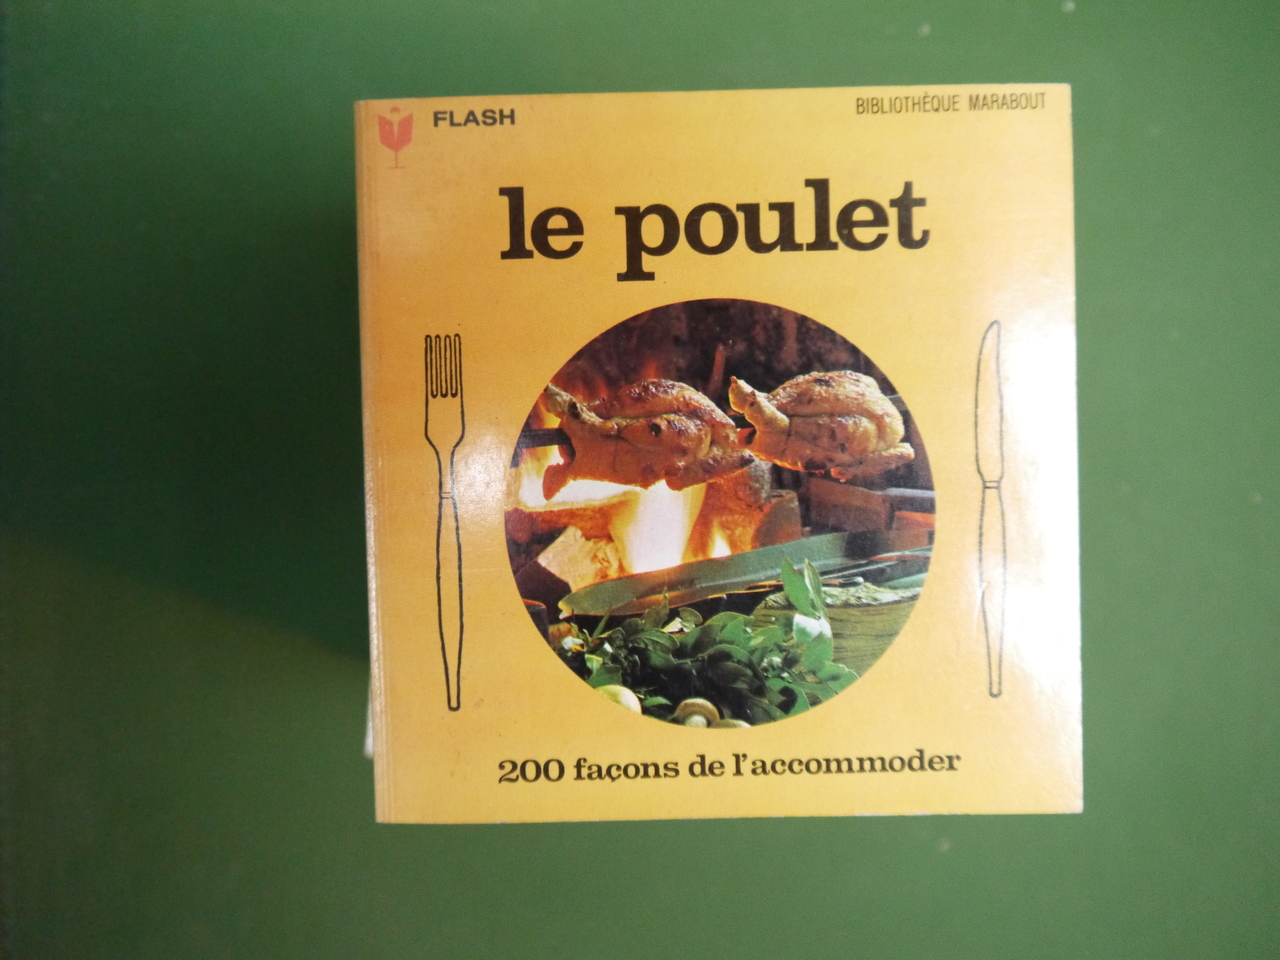 FLASH
BIBLIOTHÈQUE MARABOUT
le poulet
200 façons de l'accommoder